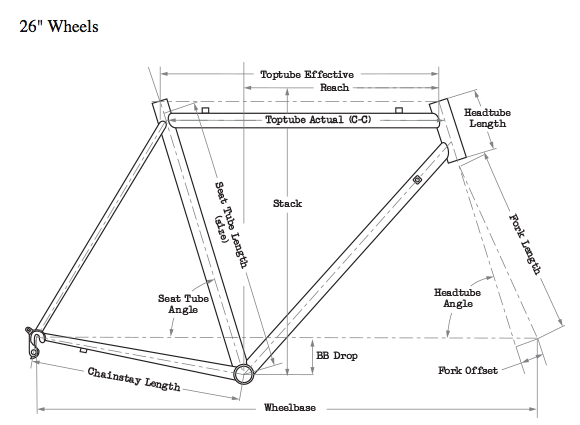 26" Wheels
Toptube Effective
Reach
Toptube Actual (C-C)
Headtube
Length
Seat Tube Length
(size)
Stack
Fork Length
Seat Tube
Angle
Headtube
Angle
BB Drop
Chainstay Length
Fork Offset
Wheelbase